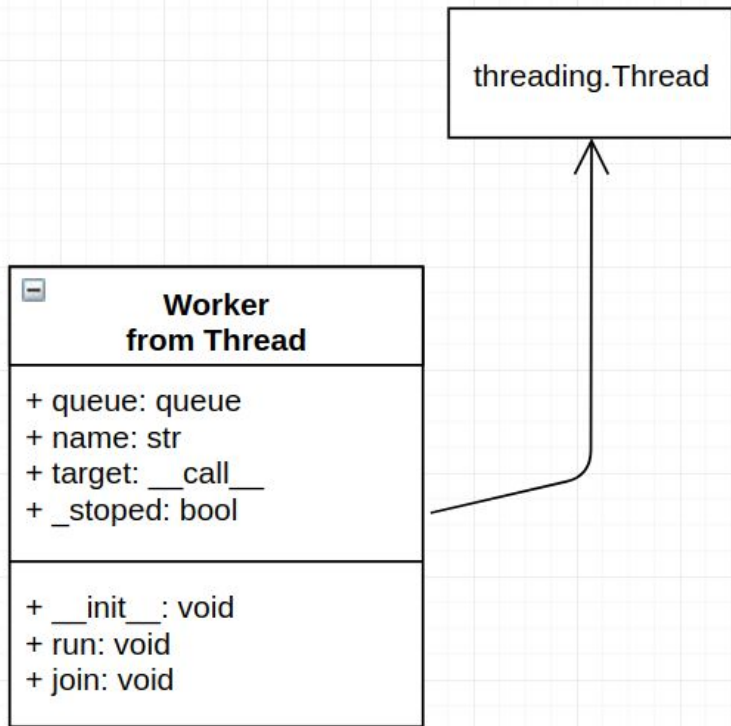 threading.Thread
Worker
from Thread
+ queue: queue
+ name: str
+ target: __call__
+ _stoped: bool
+ __init__: void
+ run: void
+ join: void